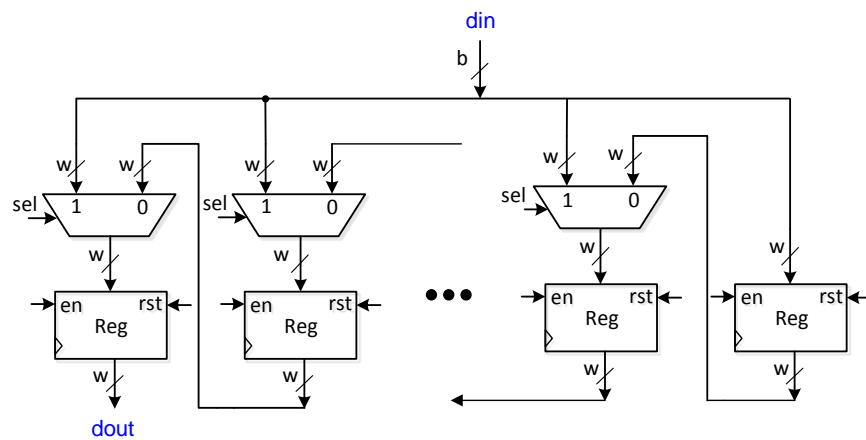 din
b
w w w w w w w
sel 1 0 sel 1 0 sel 1 0
w w w
en rst en rst en rst en rst
Reg Reg Reg Reg
w w w w
dout